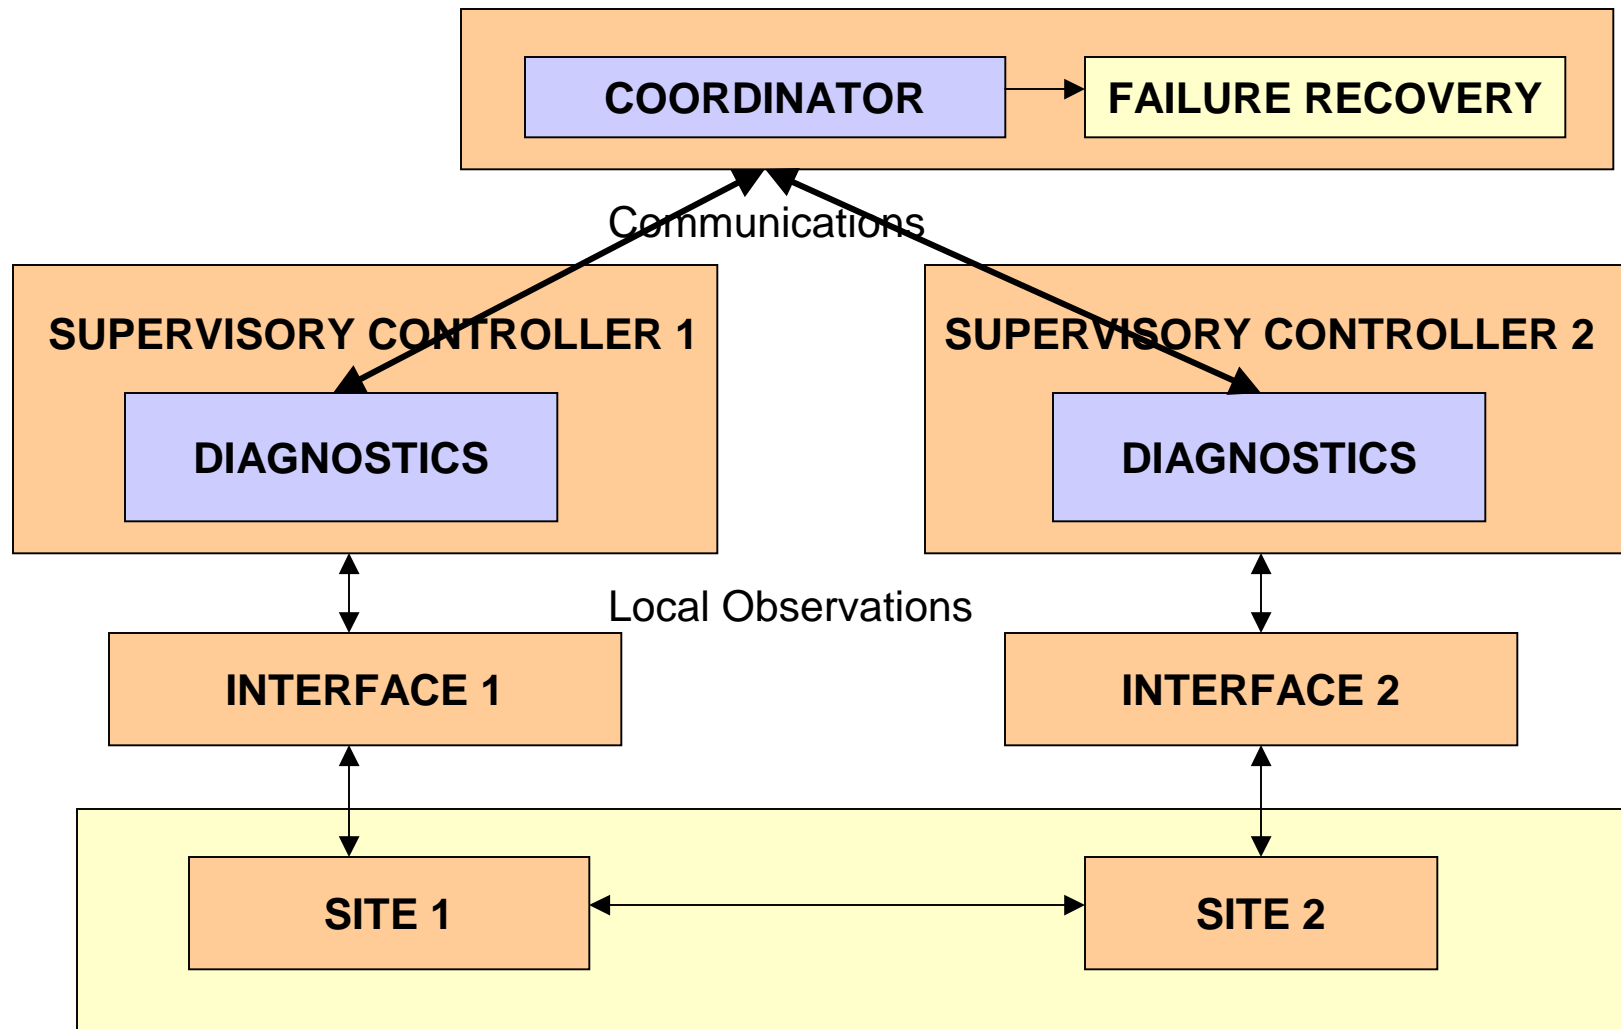 COORDINATOR
FAILURE RECOVERY
Communications
SUPERVISORY CONTROLLER 1
SUPERVISORY CONTROLLER 2
DIAGNOSTICS
DIAGNOSTICS
Local Observations
INTERFACE 1
INTERFACE 2
SITE 1
SITE 2